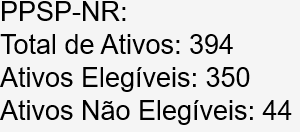 PPSP-NR:
Total de Ativos: 394
Ativos Elegíveis: 350
Ativos Não Elegíveis: 44